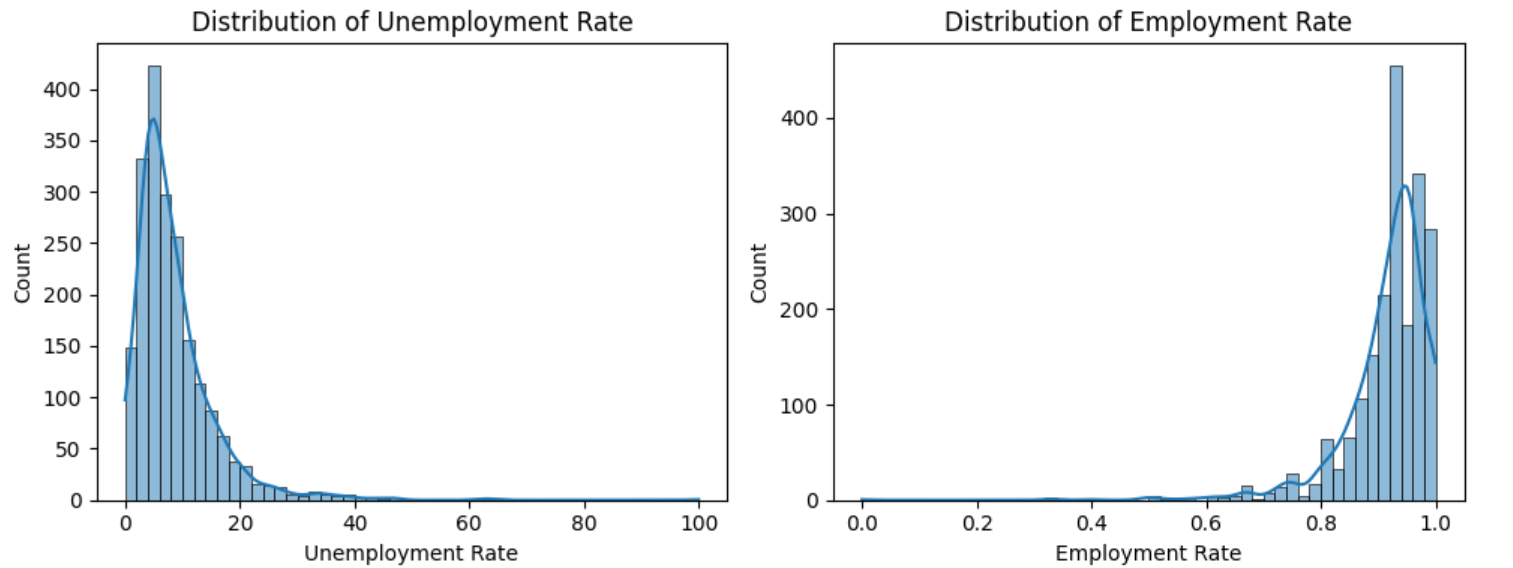 Distribution of Unemployment Rate
Count
400
350
300
250
200
150
100
50
0
0 20 40 60 80 100
Unemployment Rate
Distribution of Employment Rate
Count
400
300
200
100
0
0.0 0.2 0.4 0.6 0.8 1.0
Employment Rate